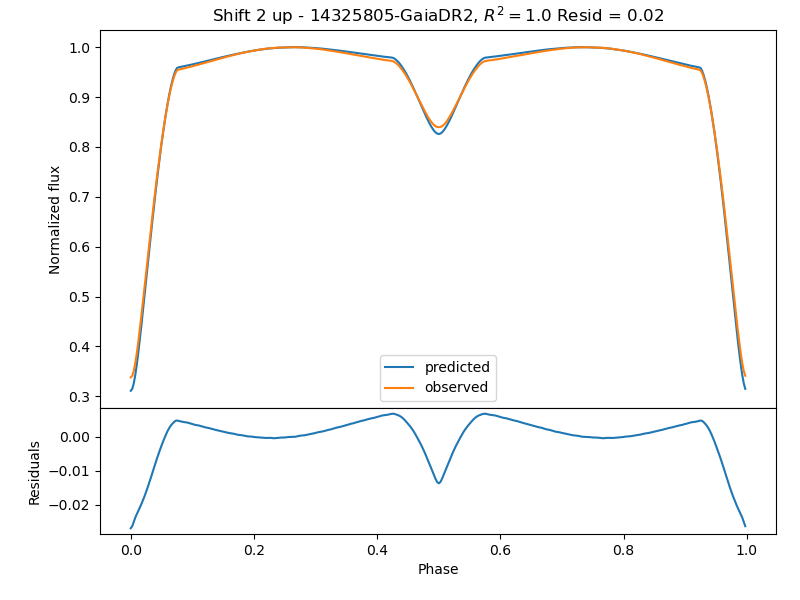 Shift 2 up - 14325805-GaiaDR2, R² = 1.0 Resid = 0.02
1.0
0.9
0.8
0.7
0.6
0.5
0.4
0.3
Normalized flux
predicted
observed
0.00
−0.01
−0.02
Residuals
0.0 0.2 0.4 0.6 0.8 1.0
Phase